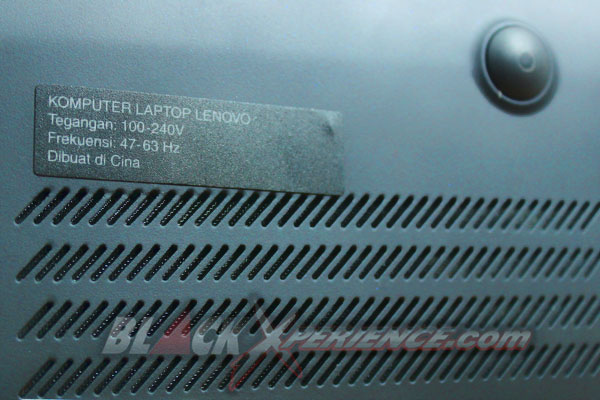 KOMPUTER LAPTOP LENOVO
Tegangan: 100-240V
Frekuensi: 47-63 Hz
Dibuat di Cina
BLACKXPERIENCE.com